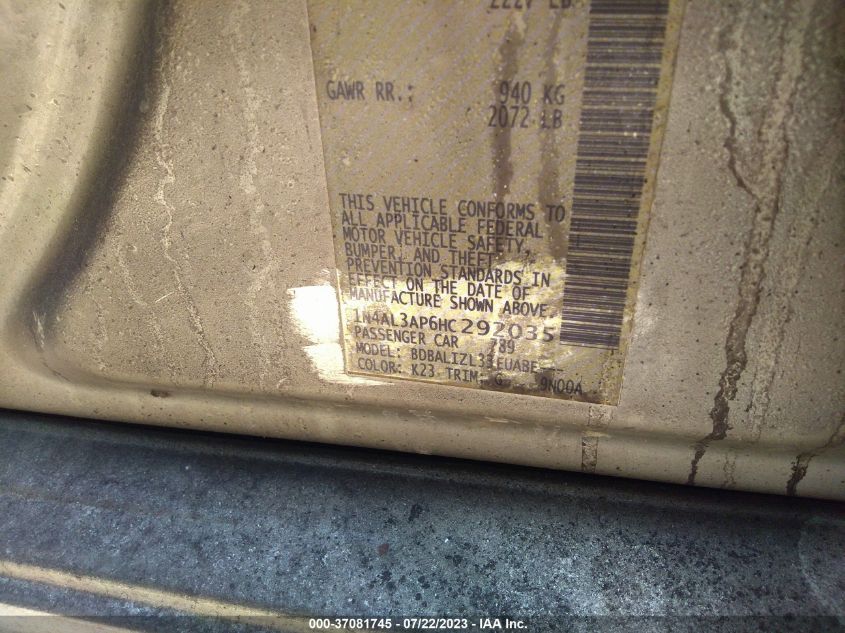 GAWR RR.: 940 KG
2072 LB
THIS VEHICLE CONFORMS TO
ALL APPLICABLE FEDERAL
MOTOR VEHICLE SAFETY,
BUMPER, AND THEFT
PREVENTION STANDARDS IN
EFFECT ON THE DATE OF
MANUFACTURE SHOWN ABOVE.
1N4AL3AP6HC292035
PASSENGER CAR 789
MODEL:
COLOR: K23 TRIM: G
000-37081745 - 07/22/2023 - IAA Inc.